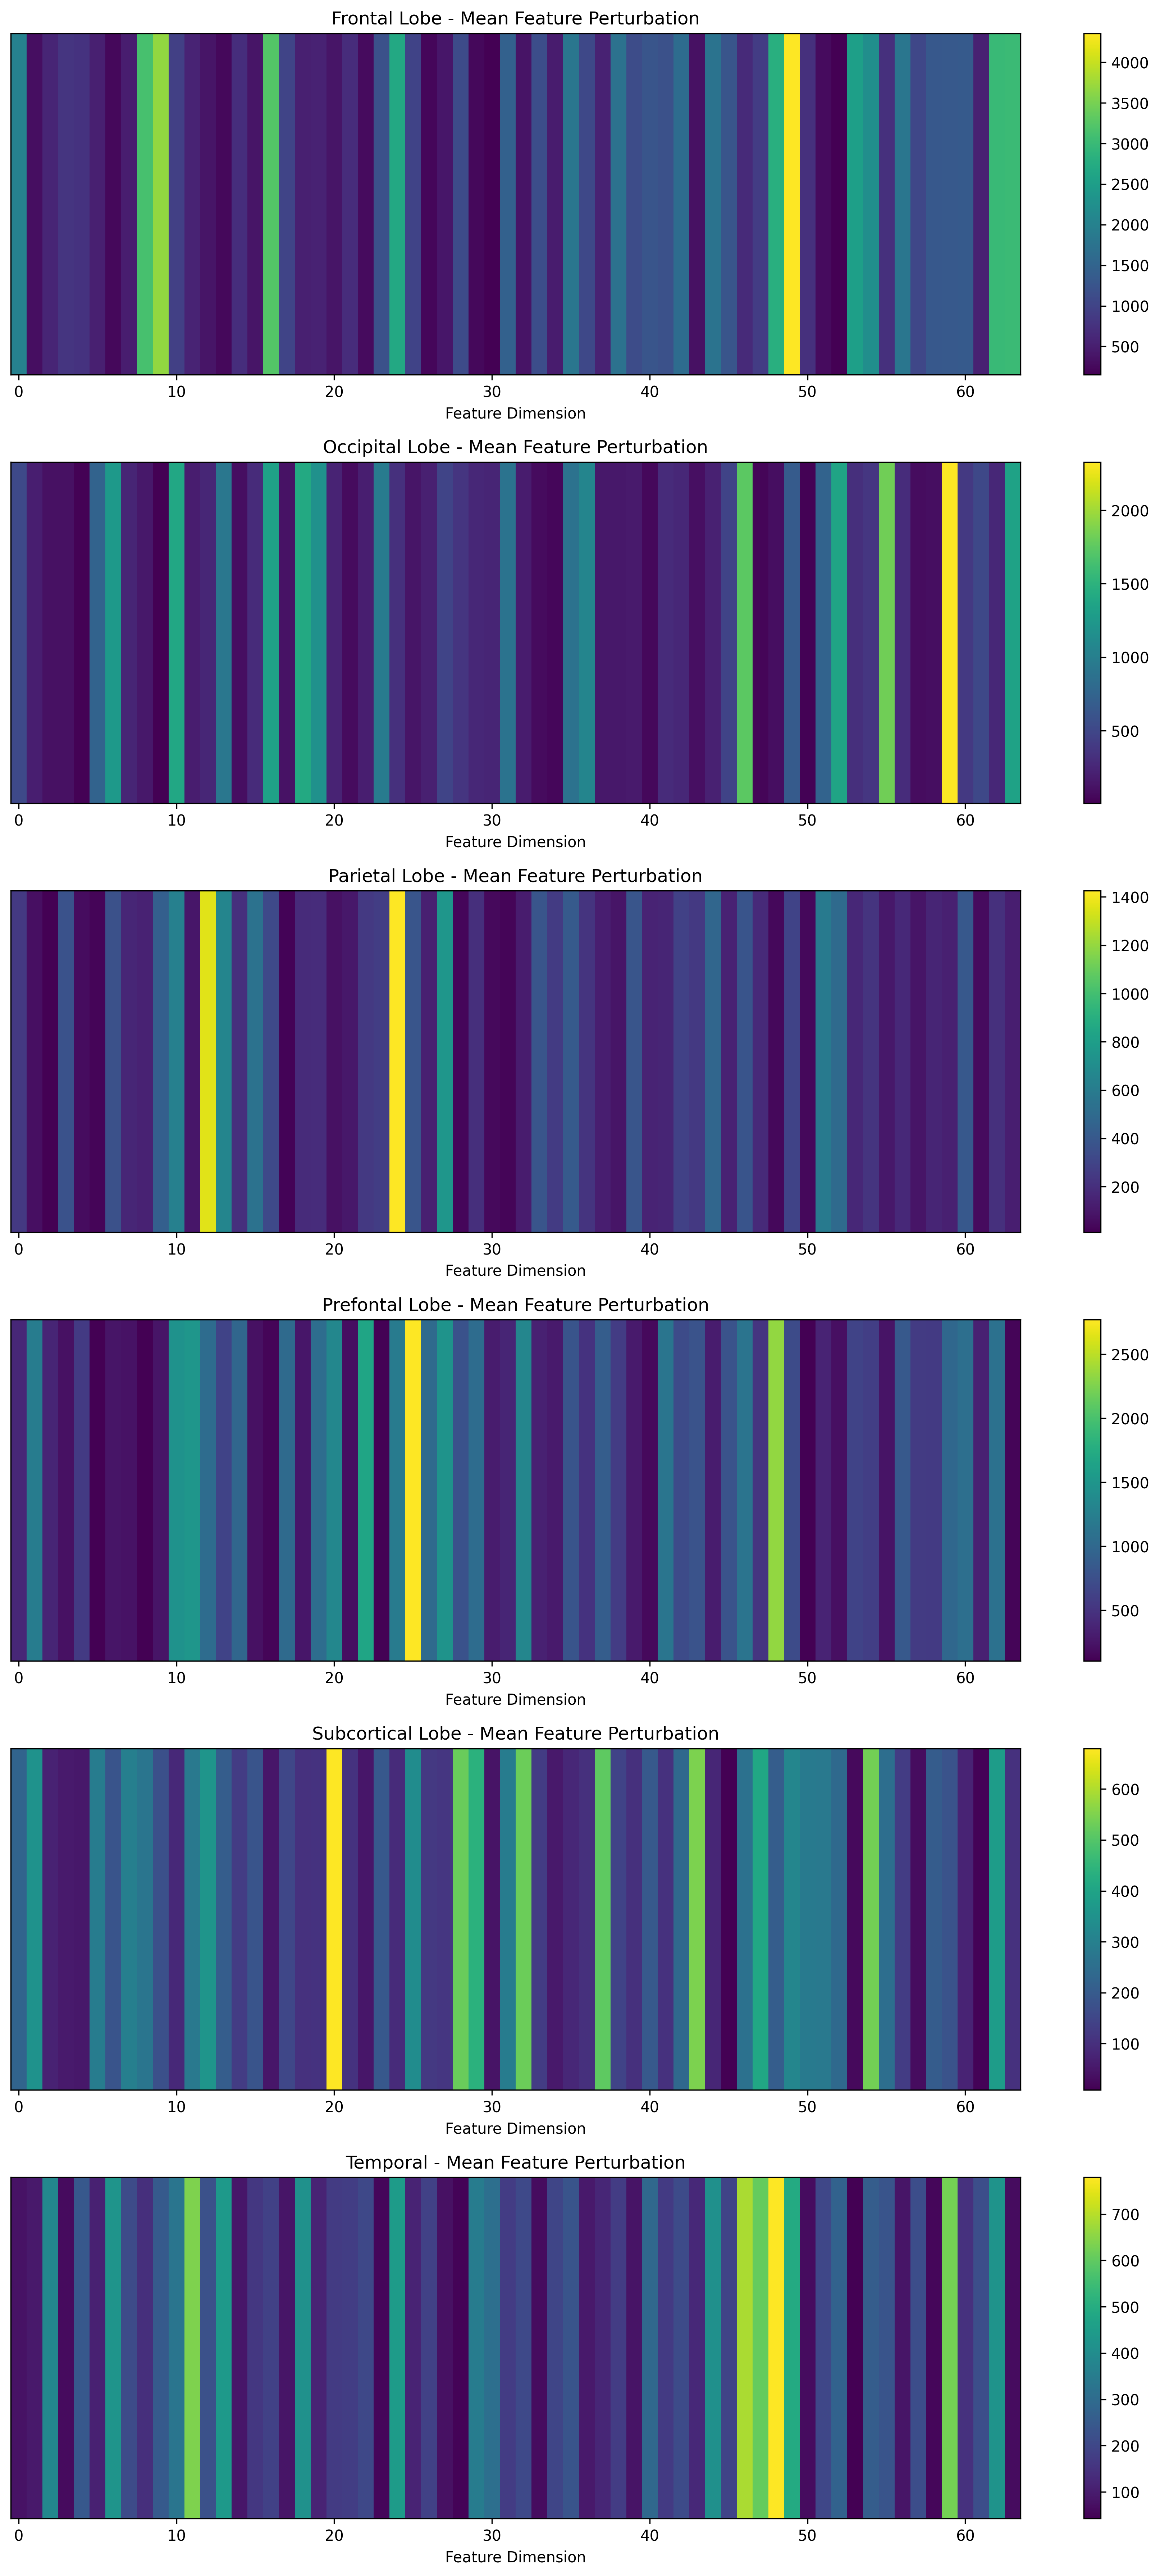 Frontal Lobe - Mean Feature Perturbation
4000
3500
3000
2500
2000
1500
1000
500
0 10 20 30 40 50 60
Feature Dimension
Occipital Lobe - Mean Feature Perturbation
2000
1500
1000
500
0 10 20 30 40 50 60
Feature Dimension
Parietal Lobe - Mean Feature Perturbation
1400
1200
1000
800
600
400
200
0 10 20 30 40 50 60
Feature Dimension
Prefontal Lobe - Mean Feature Perturbation
2500
2000
1500
1000
500
0 10 20 30 40 50 60
Feature Dimension
Subcortical Lobe - Mean Feature Perturbation
600
500
400
300
200
100
0 10 20 30 40 50 60
Feature Dimension
Temporal - Mean Feature Perturbation
700
600
500
400
300
200
100
0 10 20 30 40 50 60
Feature Dimension